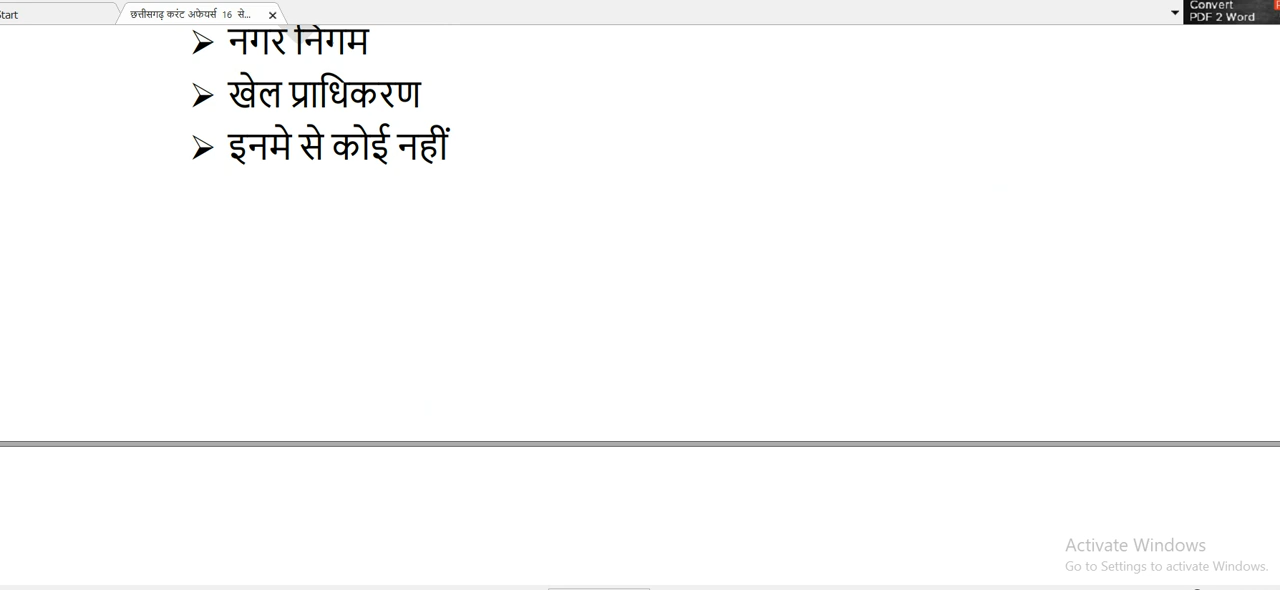 Start
छत्तीसगढ़ करंट अफेयर्स 16 से...
Convert
PDF 2 Word
➢ नगर निगम
➢ खेल प्राधिकरण
➢ इनमे से कोई नहीं
Activate Windows
Go to Settings to activate Windows.